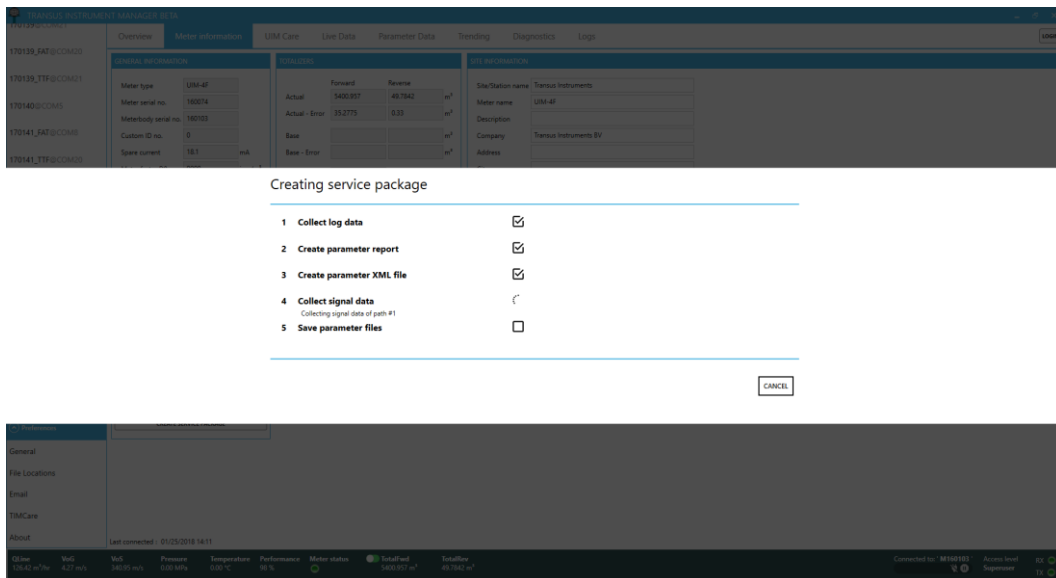 TRANSUS INSTRUMENT MANAGER BETA
Overview Meter information UIM Care Live Data Parameter Data Trending Diagnostics Logs
170139_FAT@COM20
170139_TTF@COM21
170140@COM5
170141_FAT@COM6
170141_TTF@COM20
GENERAL INFORMATION
Meter type UIM-4F
Meter serial no. 160074
Meterbody serial no. 160103
Custom ID no. 0
Spare current 18.1 mA
TOTALIZERS
Forward Reverse
Actual 5400.957 49.7842 m³
Actual - Error 35.2775 0.33 m³
Base m³
Base - Error m³
SITE INFORMATION
Site/Station name Transus Instruments
Meter name UIM-4F
Description
Company Transus Instruments BV
Address
Creating service package
1 Collect log data
2 Create parameter report
3 Create parameter XML file
4 Collect signal data
Collecting signal data of path #1
5 Save parameter files
CANCEL
CREATE SERVICE PACKAGE
Preferences
General
File Locations
Email
TIMCare
About
Last connected : 01/25/2018 14:11
QLine VoG VoS Pressure Temperature Performance Meter status TotalFwd TotalRev Connected to: M160103 Access level RX
126.42 m³/hr 4.27 m/s 340.95 m/s 0.00 MPa 0.00 °C 98 % 5400.957 m³ 49.7842 m³ Supervisor TX